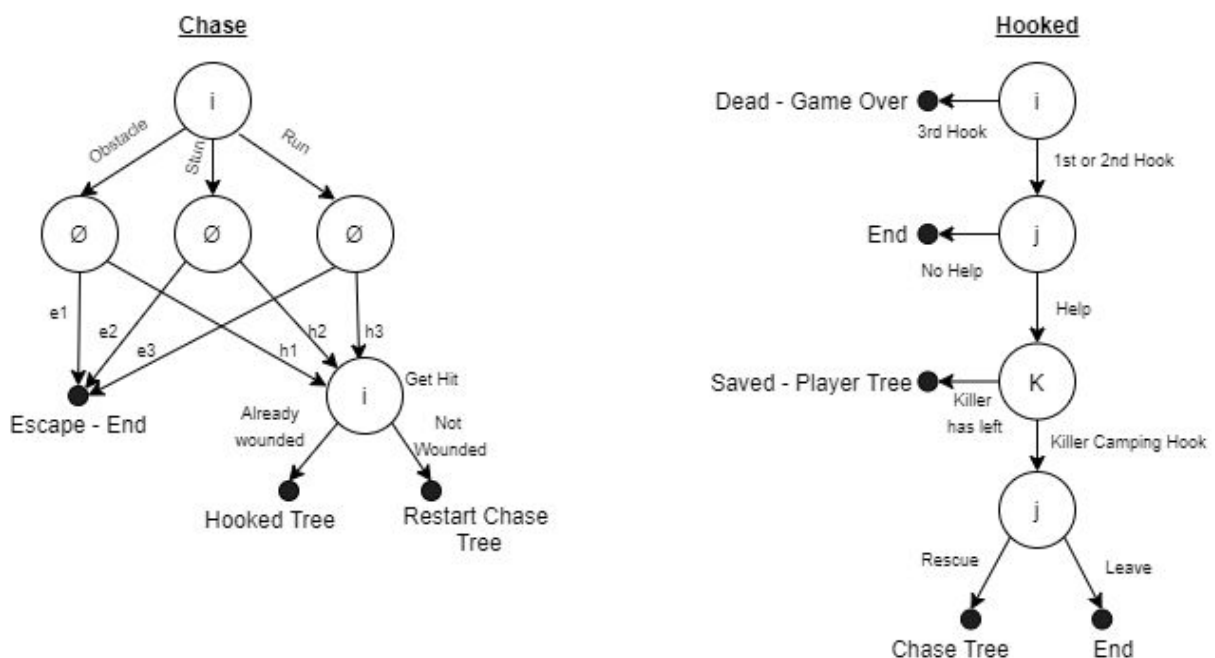 Chase
i
Obstacle
Stun
Run
Ø
Ø
Ø
e1
e2
e3
h1
h2
h3
Escape - End
i
Get Hit
Already
wounded
Not
Wounded
Hooked Tree
Restart Chase
Tree
Hooked
i
Dead - Game Over
3rd Hook
1st or 2nd Hook
j
End
No Help
Help
K
Saved - Player Tree
Killer
has left
Killer Camping Hook
j
Rescue
Leave
Chase Tree
End